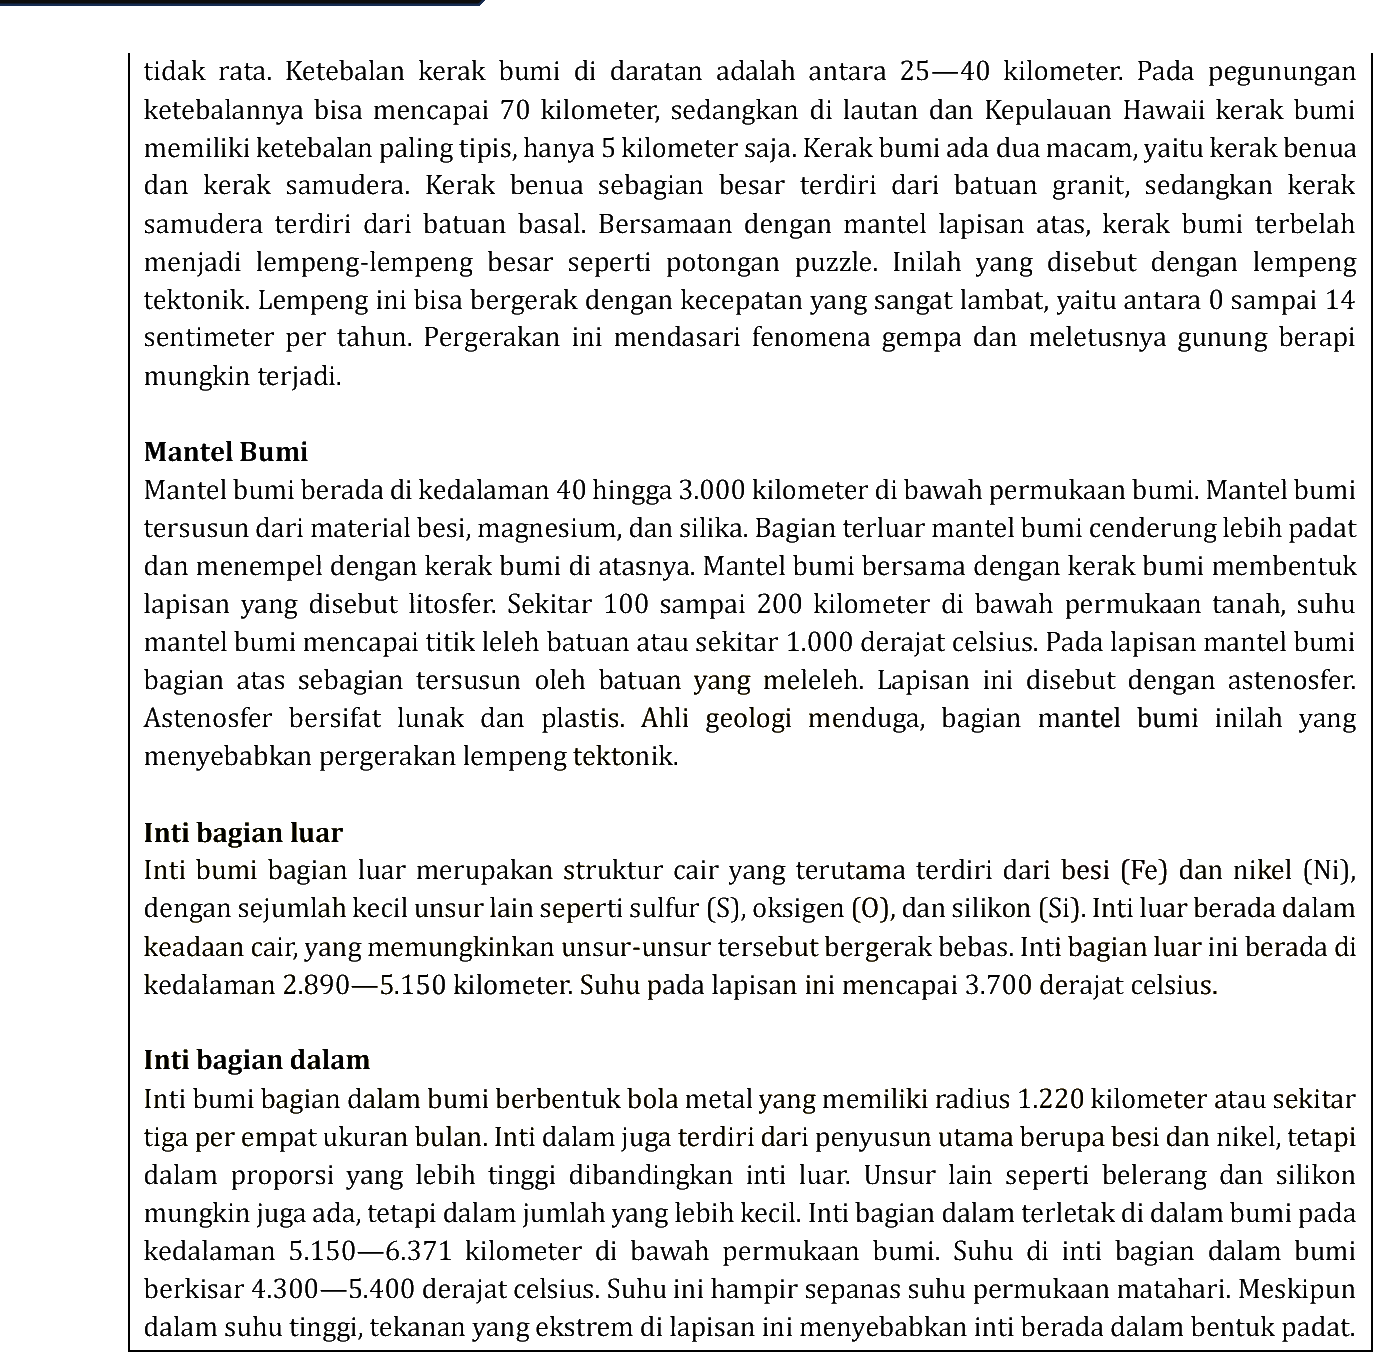 tidak rata. Ketebalan kerak bumi di daratan adalah antara 25—40 kilometer. Pada pegunungan
ketebalannya bisa mencapai 70 kilometer, sedangkan di lautan dan Kepulauan Hawaii kerak bumi
memiliki ketebalan paling tipis, hanya 5 kilometer saja. Kerak bumi ada dua macam, yaitu kerak benua
dan kerak samudera. Kerak benua sebagian besar terdiri dari batuan granit, sedangkan kerak
samudera terdiri dari batuan basal. Bersamaan dengan mantel lapisan atas, kerak bumi terbelah
menjadi lempeng-lempeng besar seperti potongan puzzle. Inilah yang disebut dengan lempeng
tektonik. Lempeng ini bisa bergerak dengan kecepatan yang sangat lambat, yaitu antara 0 sampai 14
sentimeter per tahun. Pergerakan ini mendasari fenomena gempa dan meletusnya gunung berapi
mungkin terjadi.
Mantel Bumi
Mantel bumi berada di kedalaman 40 hingga 3.000 kilometer di bawah permukaan bumi. Mantel bumi
tersusun dari material besi, magnesium, dan silika. Bagian terluar mantel bumi cenderung lebih padat
dan menempel dengan kerak bumi di atasnya. Mantel bumi bersama dengan kerak bumi membentuk
lapisan yang disebut litosfer. Sekitar 100 sampai 200 kilometer di bawah permukaan tanah, suhu
mantel bumi mencapai titik leleh batuan atau sekitar 1.000 derajat celsius. Pada lapisan mantel bumi
bagian atas sebagian tersusun oleh batuan yang meleleh. Lapisan ini disebut dengan astenosfer.
Astenosfer bersifat lunak dan plastis. Ahli geologi menduga, bagian mantel bumi inilah yang
menyebabkan pergerakan lempeng tektonik.
Inti bagian luar
Inti bumi bagian luar merupakan struktur cair yang terutama terdiri dari besi (Fe) dan nikel (Ni),
dengan sejumlah kecil unsur lain seperti sulfur (S), oksigen (O), dan silikon (Si). Inti luar berada dalam
keadaan cair, yang memungkinkan unsur-unsur tersebut bergerak bebas. Inti bagian luar ini berada di
kedalaman 2.890—5.150 kilometer. Suhu pada lapisan ini mencapai 3.700 derajat celsius.
Inti bagian dalam
Inti bumi bagian dalam bumi berbentuk bola metal yang memiliki radius 1.220 kilometer atau sekitar
tiga per empat ukuran bulan. Inti dalam juga terdiri dari penyusun utama berupa besi dan nikel, tetapi
dalam proporsi yang lebih tinggi dibandingkan inti luar. Unsur lain seperti belerang dan silikon
mungkin juga ada, tetapi dalam jumlah yang lebih kecil. Inti bagian dalam terletak di dalam bumi pada
kedalaman 5.150—6.371 kilometer di bawah permukaan bumi. Suhu di inti bagian dalam bumi
berkisar 4.300—5.400 derajat celsius. Suhu ini hampir sepanas suhu permukaan matahari. Meskipun
dalam suhu tinggi, tekanan yang ekstrem di lapisan ini menyebabkan inti berada dalam bentuk padat.